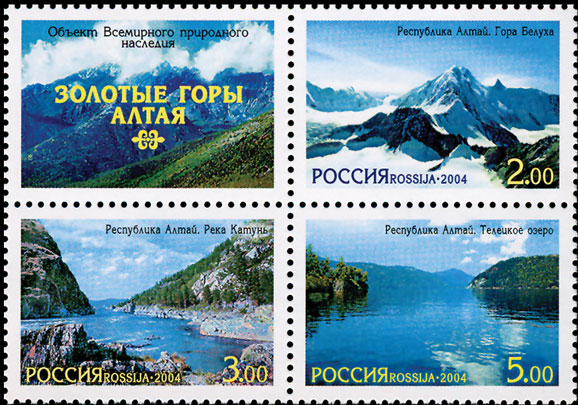 Объект Всемирного природного
наследия
ЗОЛОТЫЕ ГОРЫ
АЛТАЯ
Республика Алтай. Гора Белуха
РОССИЯ ROSSIJA • 2004
2.00
Республика Алтай. Река Катунь
РОССИЯ ROSSIJA • 2004
3.00
Республика Алтай. Телецкое озеро
РОССИЯ ROSSIJA • 2004
5.00